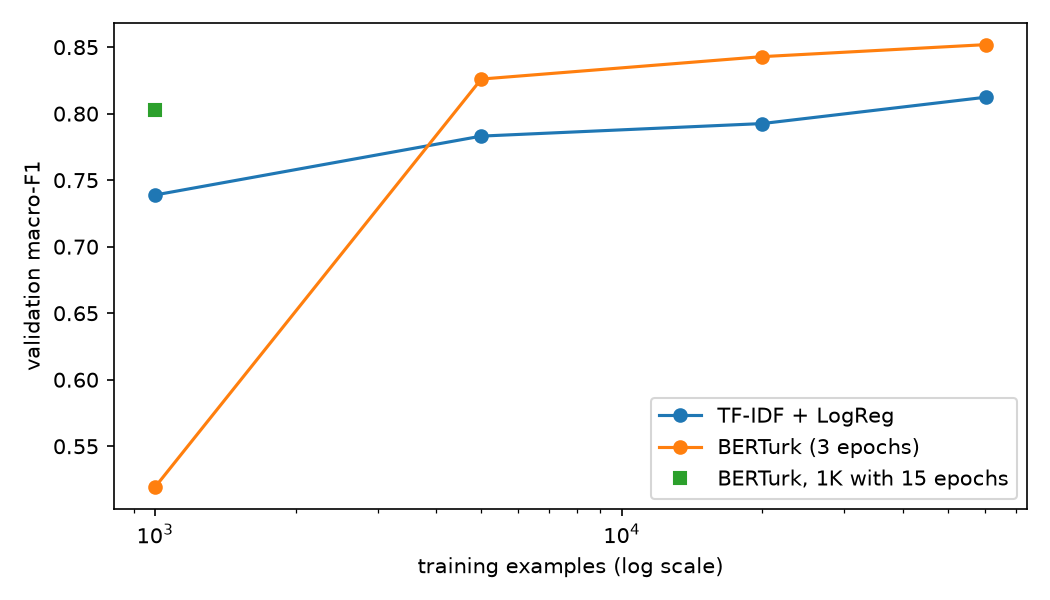 0.85
0.80
0.75
0.70
0.65
0.60
0.55
validation macro-F1
TF-IDF + LogReg
BERTurk (3 epochs)
BERTurk, 1K with 15 epochs
10³
10⁴
training examples (log scale)